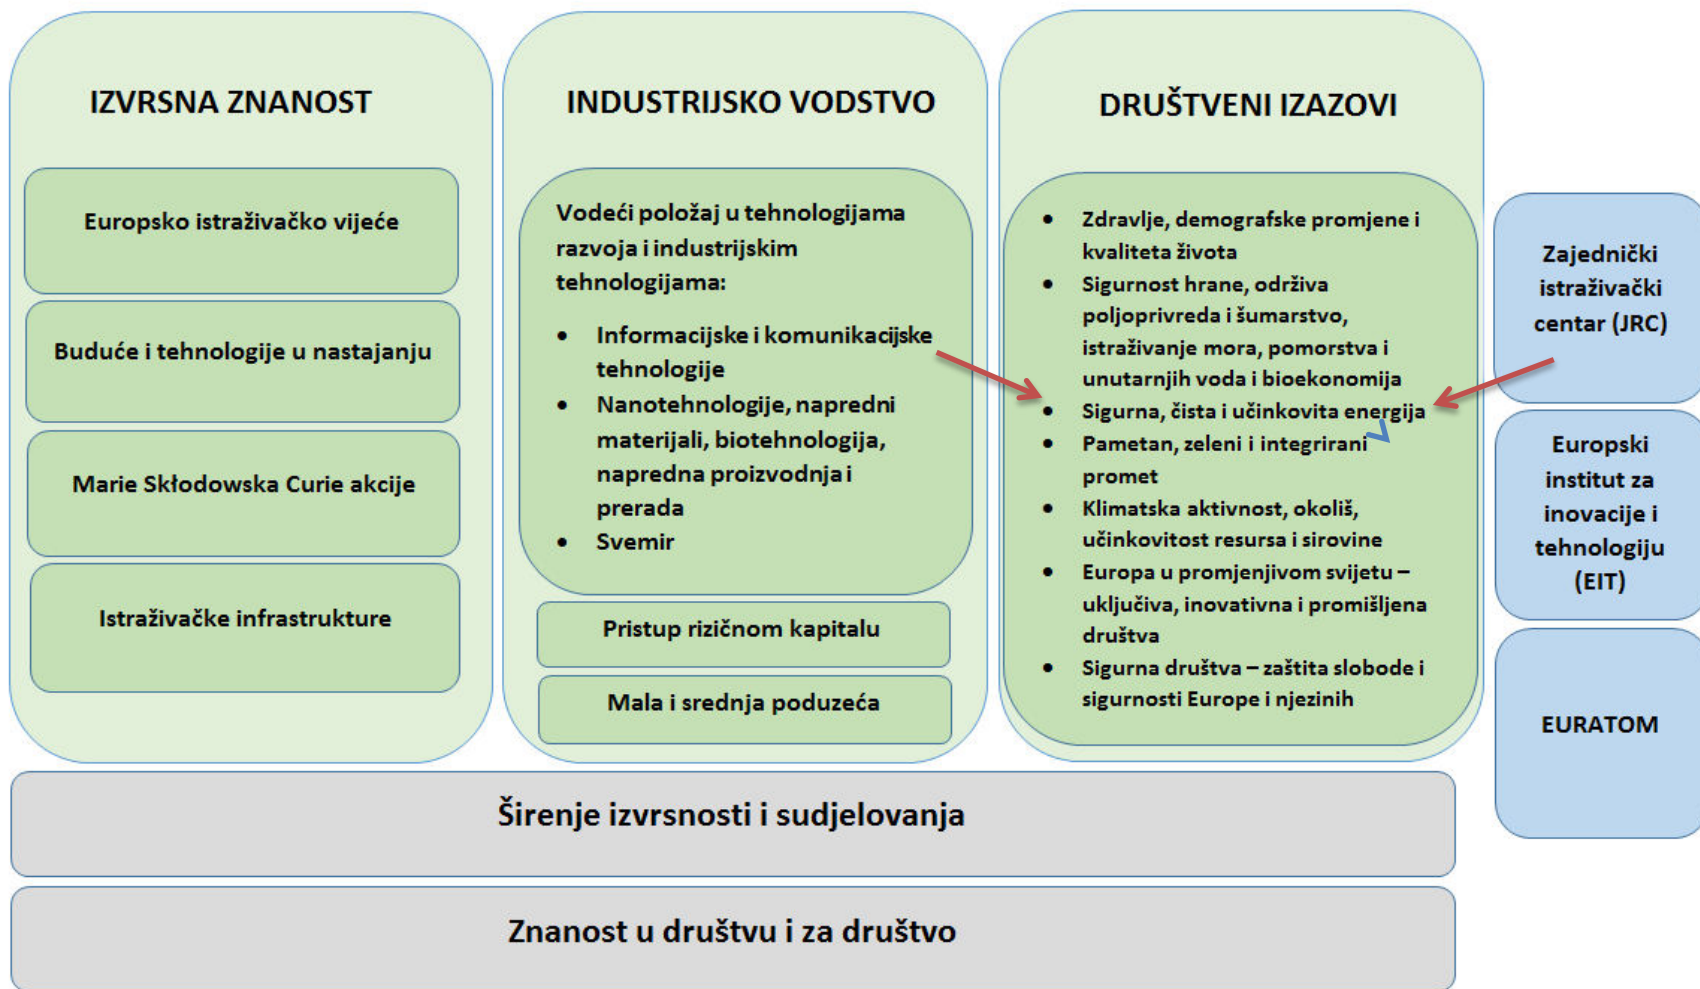 IZVRSNA ZNANOST
Europsko istraživačko vijeće
Buduće i tehnologije u nastajanju
Marie Skłodowska Curie akcije
Istraživačke infrastrukture
INDUSTRIJSKO VODSTVO
Vodeći položaj u tehnologijama
razvoja i industrijskim
tehnologijama:
• Informacijske i komunikacijske
tehnologije
• Nanotehnologije, napredni
materijali, biotehnologija,
napredna proizvodnja i
prerada
• Svemir
Pristup rizičnom kapitalu
Mala i srednja poduzeća
DRUŠTVENI IZAZOVI
• Zdravlje, demografske promjene i
kvaliteta života
• Sigurnost hrane, održiva
poljoprivreda i šumarstvo,
istraživanje mora, pomorstva i
unutarnjih voda i bioekonomija
• Sigurna, čista i učinkovita energija
• Pametan, zeleni i integrirani
promet
• Klimatska aktivnost, okoliš,
učinkovitost resursa i sirovine
• Europa u promjenjivom svijetu –
uključiva, inovativna i promišljena
društva
• Sigurna društva – zaštita slobode i
sigurnosti Europe i njezinih
Zajednički
istraživački
centar (JRC)
Europski
institut za
inovacije i
tehnologiju
(EIT)
EURATOM
Širenje izvrsnosti i sudjelovanja
Znanost u društvu i za društvo